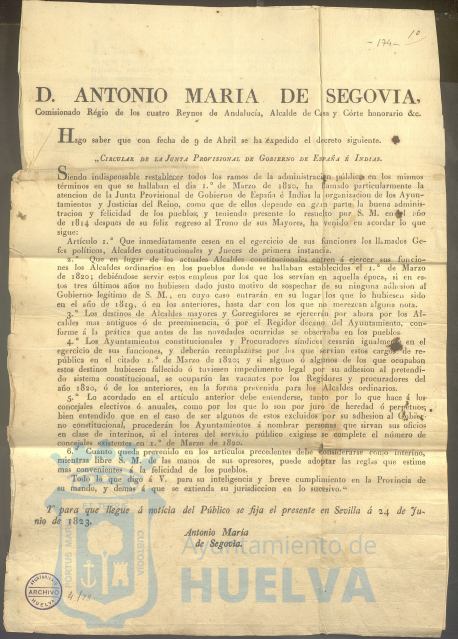 - 174 -
10
D. ANTONIO MARIA DE SEGOVIA,
Comisionado Régio de los cuatro Reynos de Andalucía, Alcalde de Casa y Córte honorario &c.
Hago saber que con fecha de 9 de Abril se ha expedido el decreto siguiente.
„CIRCULAR DE LA JUNTA PROVISIONAL DE GOBIERNO DE ESPAÑA É INDIAS.
Siendo indispensable restablecer todos los ramos de la administracion pública en los mismos
términos en que se hallaban el dia 1.º de Marzo de 1820, ha llamado particularmente la
atencion de la Junta Provisional de Gobierno de España é Indias la organizacion de los Ayun-
tamientos y Justicia del Reino, como que de ellos depende en gran parte la buena adminis-
tracion y felicidad de los pueblos; y teniendo presente lo resuelto por S. M. en el año
de 1814 despues de su feliz regreso al Trono de sus Mayores, ha venido en acordar lo que
sigue:
Artículo 1.º Que inmediatamente cesen en el egercicio de sus funciones los llamados Ge-
fes políticos, Alcaldes constitucionales y Jueces de primera instancia.
2.º Que en lugar de los actuales Alcaldes constitucionales entren á ejercer sus funcio-
nes los Alcaldes ordinarios en los pueblos donde se hallaban establecidos el 1.º de Marzo
de 1820; debiéndose servir estos empleos por los que los servían en aquella época, si en es-
tos tres últimos años no hubiesen dado justo motivo de sospechar de su ninguna adhesion al
Gobierno legítimo de S. M., en cuyo caso entrarán en su lugar los que lo hubiesen sido
en el año de 1819, ó en los anteriores, hasta dar con los que no merezcan alguna nota.
3.º Los destinos de Alcaldes mayores y Corregidores se ejercerán por ahora por los Al-
caldes mas antiguos ó de preeminencia, ó por el Regidor decano del Ayuntamiento, confor-
me á la prática que antes de las novedades ocurridas se observaba en los pueblos.
4.º Los Ayuntamientos constitucionales y Procuradores síndicos cesarán igualmente en el
egercicio de sus funciones, y deberán reemplazarse por los que servian estos cargos de re-
pública en el citado 1.º de Marzo de 1820; y si alguno ó algunos de los que ocupaban
estos destinos hubiesen fallecido ó tuviesen impedimento legal por su adhesion al pretendi-
do sistema constitucional, se ocuparán las vacantes por los Regidores y procuradores del
año 1820, ó de los anteriores, en la forma prevenida para los Alcaldes ordinarios.
5.º Lo acordado en el artículo anterior debe entenderse, tanto por lo que hace á los
concejales electivos ó anuales, como por los que lo son por juro de heredad ó perpétuos;
bien entendido que en el caso de ser algunos de estos excluidos por su adhesion al Gobier-
no constitucional, procederán los Ayuntamientos á nombrar personas que sirvan sus oficios
en clase de interinos, si el interes del servicio público exigiese se complete el número de
concejales existentes en 1.º de Marzo de 1820.
6.º Cuanto queda prevenido en los artículos precedentes debe considerarse como interino,
mientras libre S. M. de las manos de sus opresores, puede adoptar las reglas que estime
mas convenientes á la felicidad de los pueblos.
Todo lo que digo á V. para su inteligencia y breve cumplimiento en la Provincia de
su mando, y demas á que se extienda su jurisdiccion en lo sucesivo."
Y para que llegue á noticia del Público se fija el presente en Sevilla á 24 de Ju-
nio de 1823.
Antonio María
de Segovia.
Ayuntamiento de
HUELVA
PORTUS MARIS
CUSTODIA
AYUNTAMIENTO
ARCHIVO
HUELVA